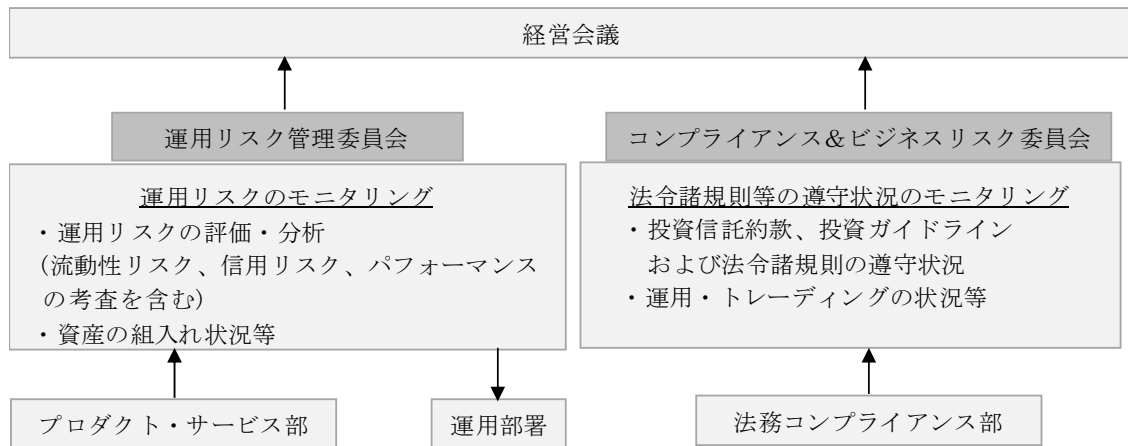 経営会議
運用リスク管理委員会
運用リスクのモニタリング
・運用リスクの評価・分析
(流動性リスク、信用リスク、パフォーマンス
の考査を含む)
・資産の組入れ状況等
プロダクト・サービス部
運用部署
コンプライアンス&ビジネスリスク委員会
法令諸規則等の遵守状況のモニタリング
・投資信託約款、投資ガイドライン
および法令諸規則の遵守状況
・運用・トレーディングの状況等
法務コンプライアンス部